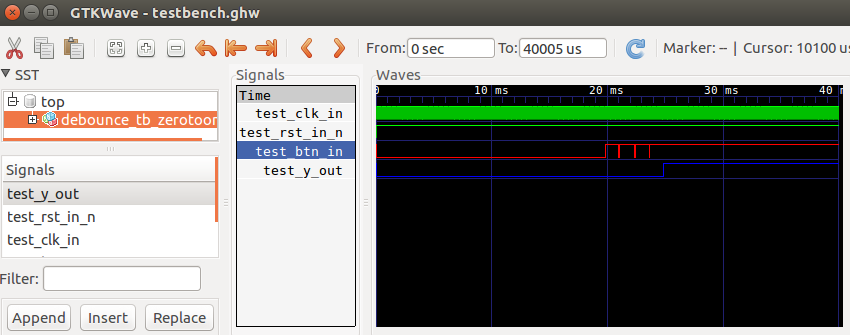 GTKWave - testbench.ghw
From: 0 sec To: 40005 us Marker: -- | Cursor: 10100 us
SST
top
debounce_tb_zerotoon
Signals
test_y_out
test_rst_in_n
test_clk_in
Filter:
Append Insert Replace
Signals
Time
test_clk_in
test_rst_in_n
test_btn_in
test_y_out
Waves
0 10 ms 20 ms 30 ms 40 m